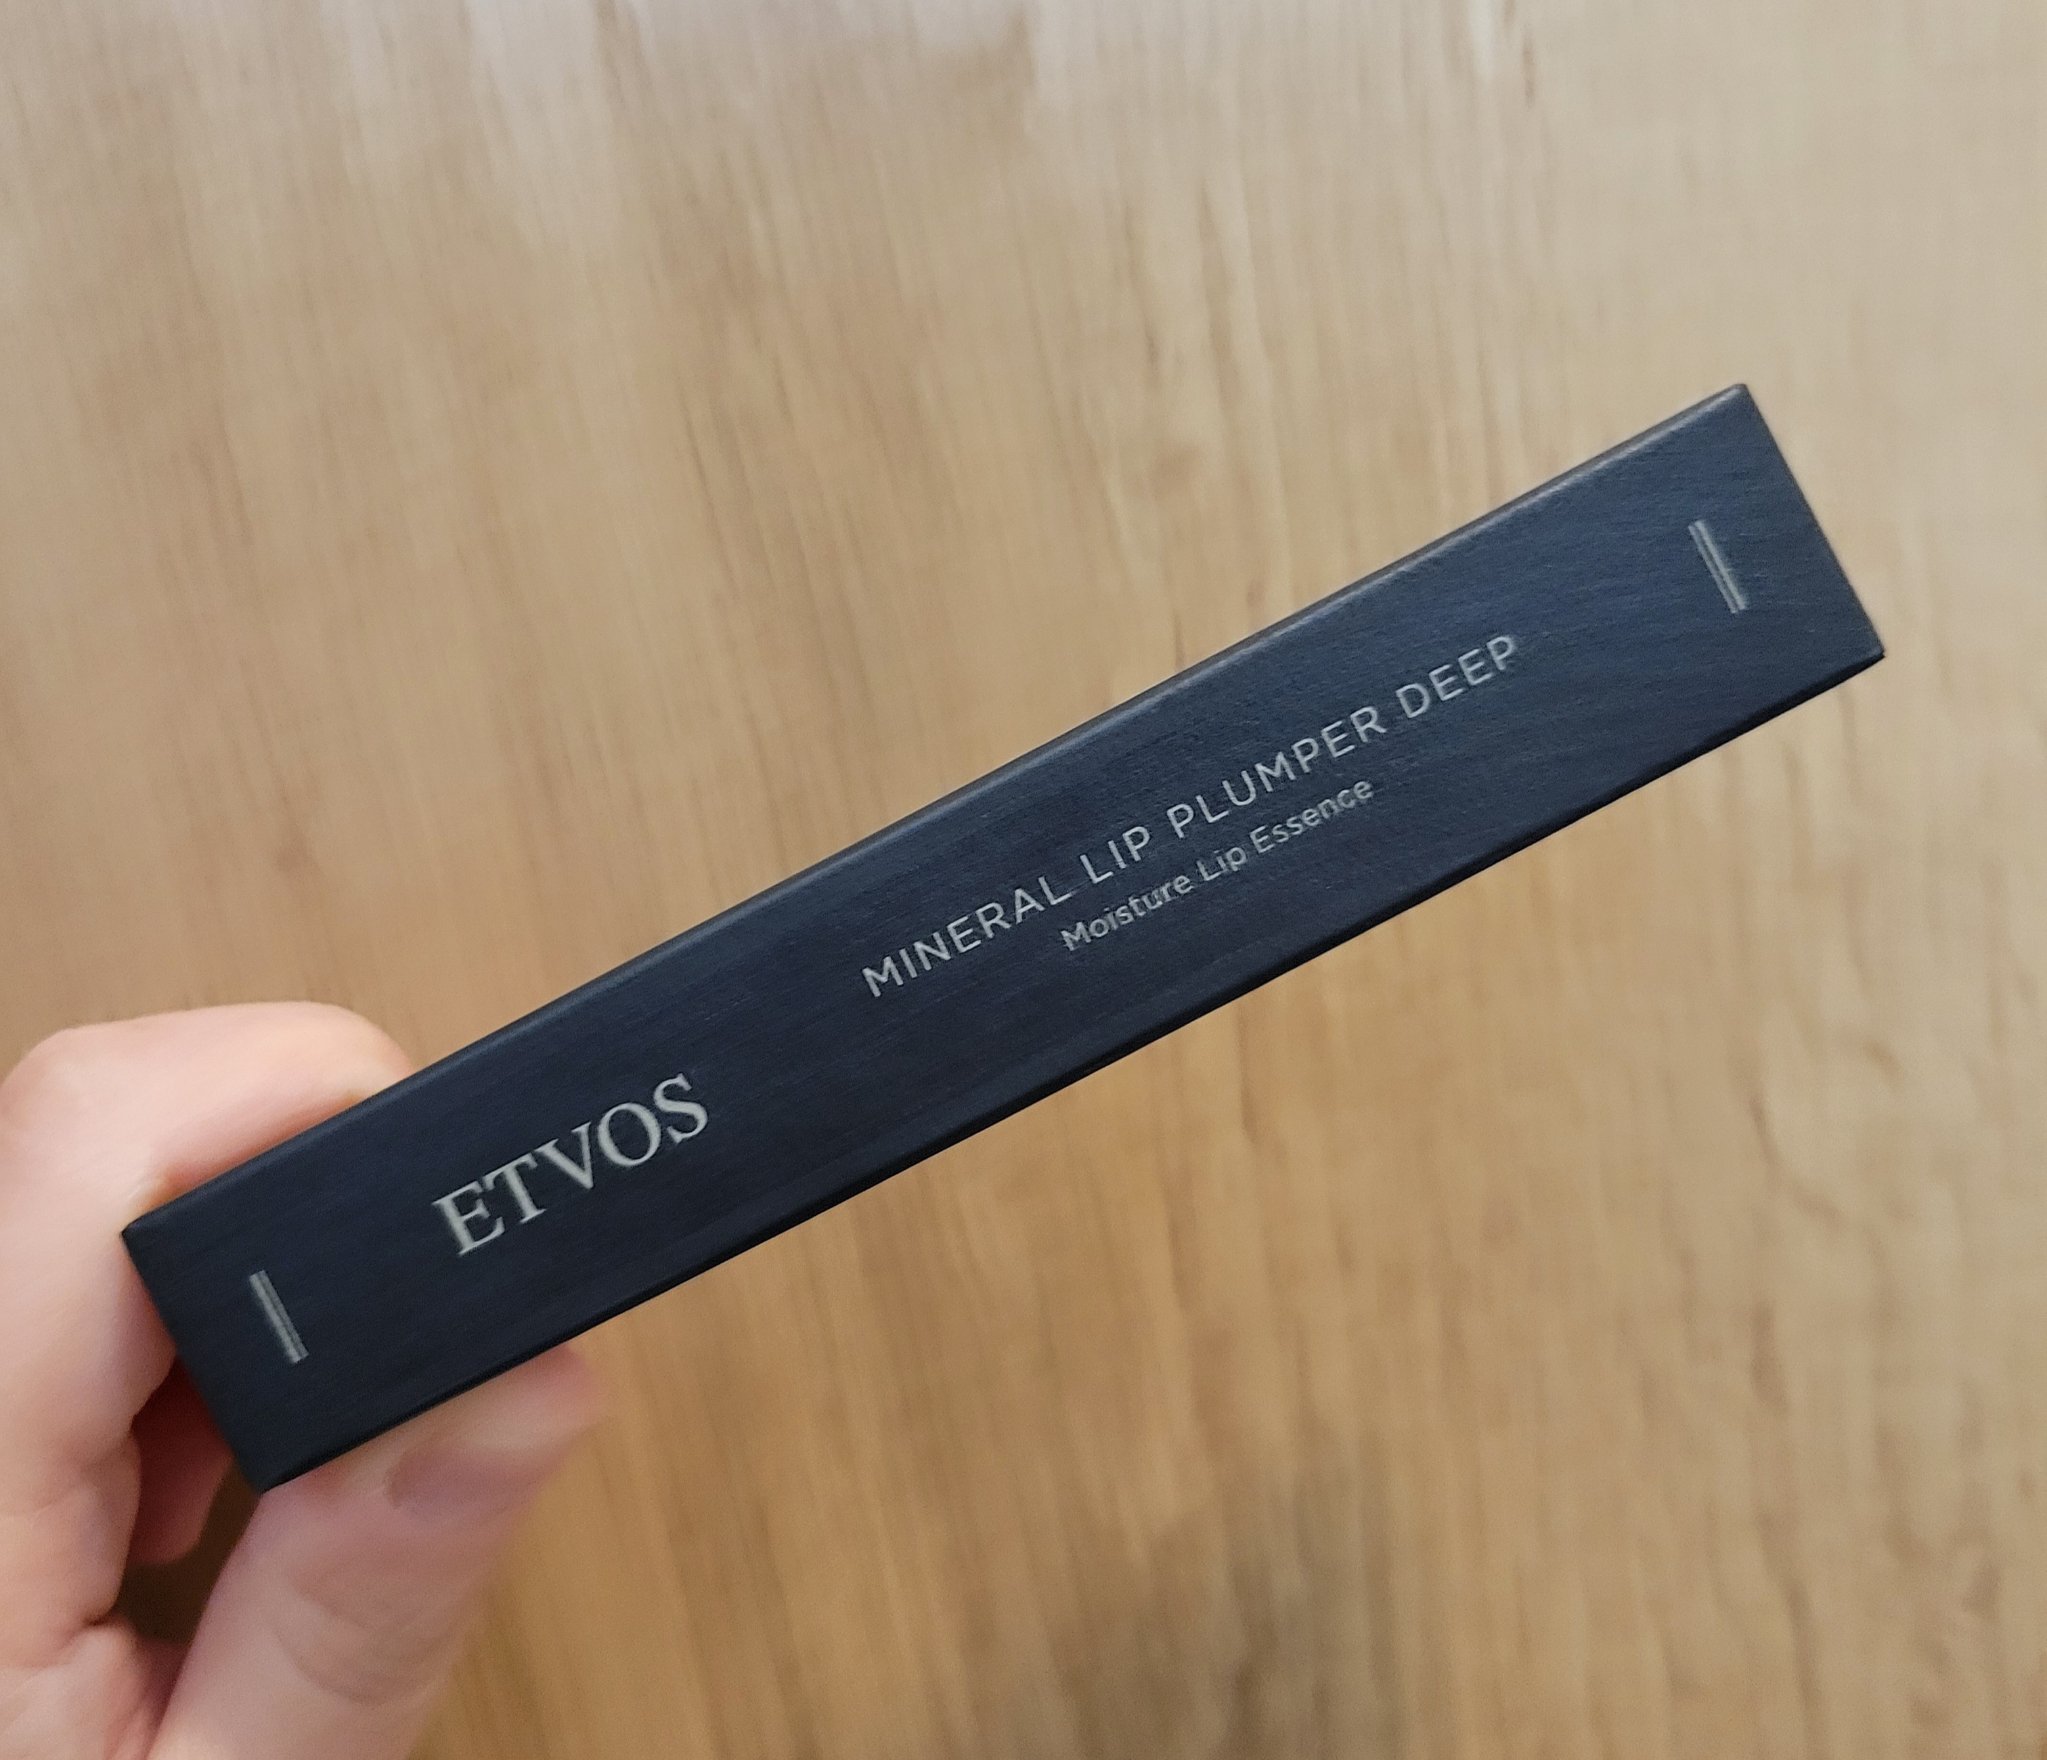 ETVOS
MINERAL LIP PLUMPER DEEP
Moisture Lip Essence